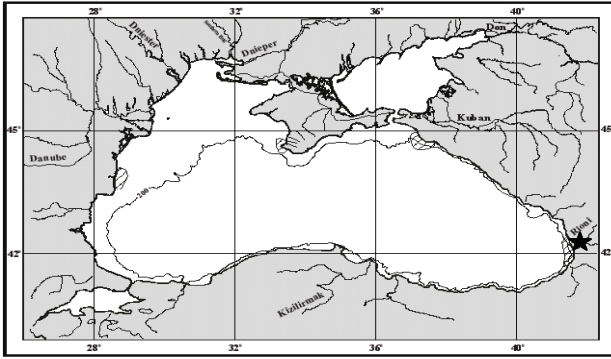 28° 32° 36° 40°
Dniester
Dnieper
Don
45° 45
Kuban
Danube
200
Rioni
42° 42°
Kizilirmak
28° 32° 36° 40°